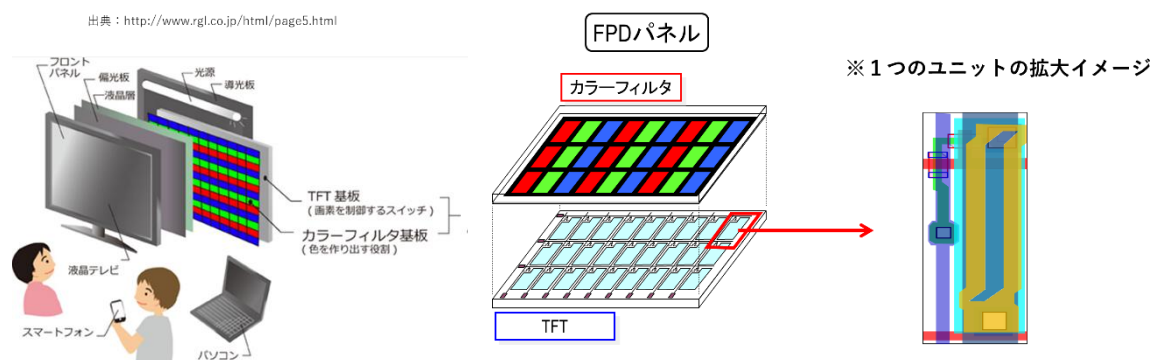 出典：http://www.rgl.co.jp/html/page5.html
フロント
パネル
偏光板
液晶層
光源
導光板
TFT 基板
(画素を制御するスイッチ)
カラーフィルタ基板
(色を作り出す役割)
液晶テレビ
スマートフォン
パソコン
FPDパネル
カラーフィルタ
TFT
※１つのユニットの拡大イメージ